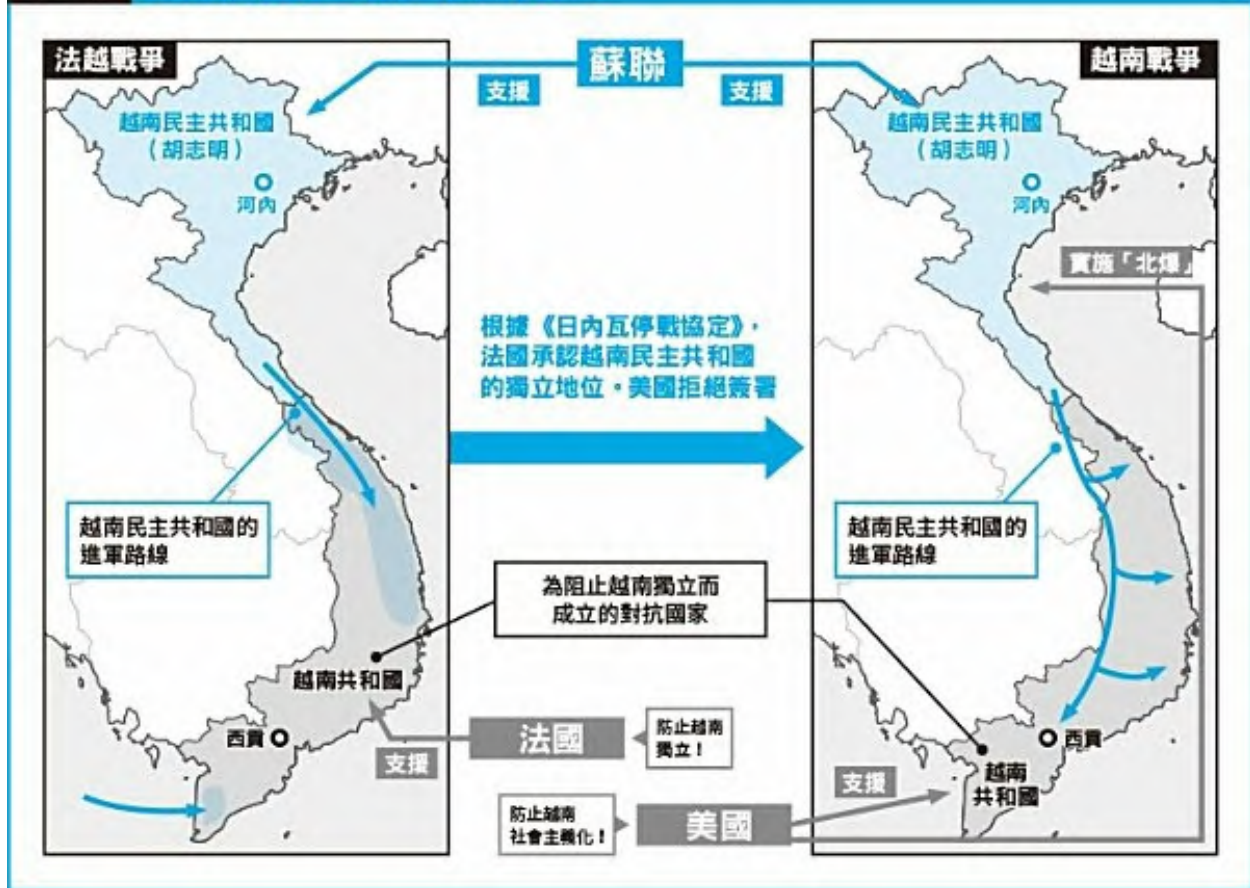 法越戰爭
蘇聯
支援
支援
越南戰爭
越南民主共和國
（胡志明）
河內
越南民主共和國
（胡志明）
河內
實施「北爆」
根據《日內瓦停戰協定》，
法國承認越南民主共和國
的獨立地位。美國拒絕簽署
越南民主共和國的
進軍路線
越南民主共和國的
進軍路線
為阻止越南獨立而
成立的對抗國家
越南共和國
西貢
支援
法國
防止越南
獨立！
西貢
越南
共和國
支援
防止越南
社會主義化！
美國